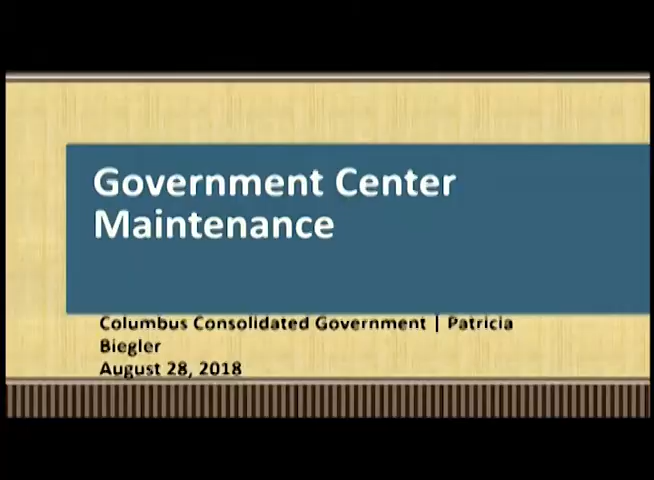 Government Center
Maintenance
Columbus Consolidated Government | Patricia
Biegler
August 28, 2018